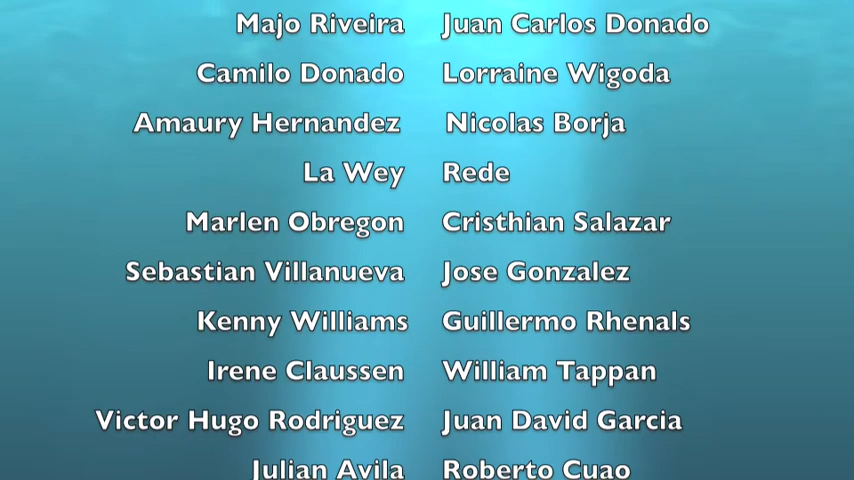 Majo Riveira Juan Carlos Donado
Camilo Donado Lorraine Wigoda
Amaury Hernandez Nicolas Borja
La Wey Rede
Marlen Obregon Cristhian Salazar
Sebastian Villanueva Jose Gonzalez
Kenny Williams Guillermo Rhenals
Irene Claussen William Tappan
Victor Hugo Rodriguez Juan David Garcia
Julian Avila Roberto Cuao